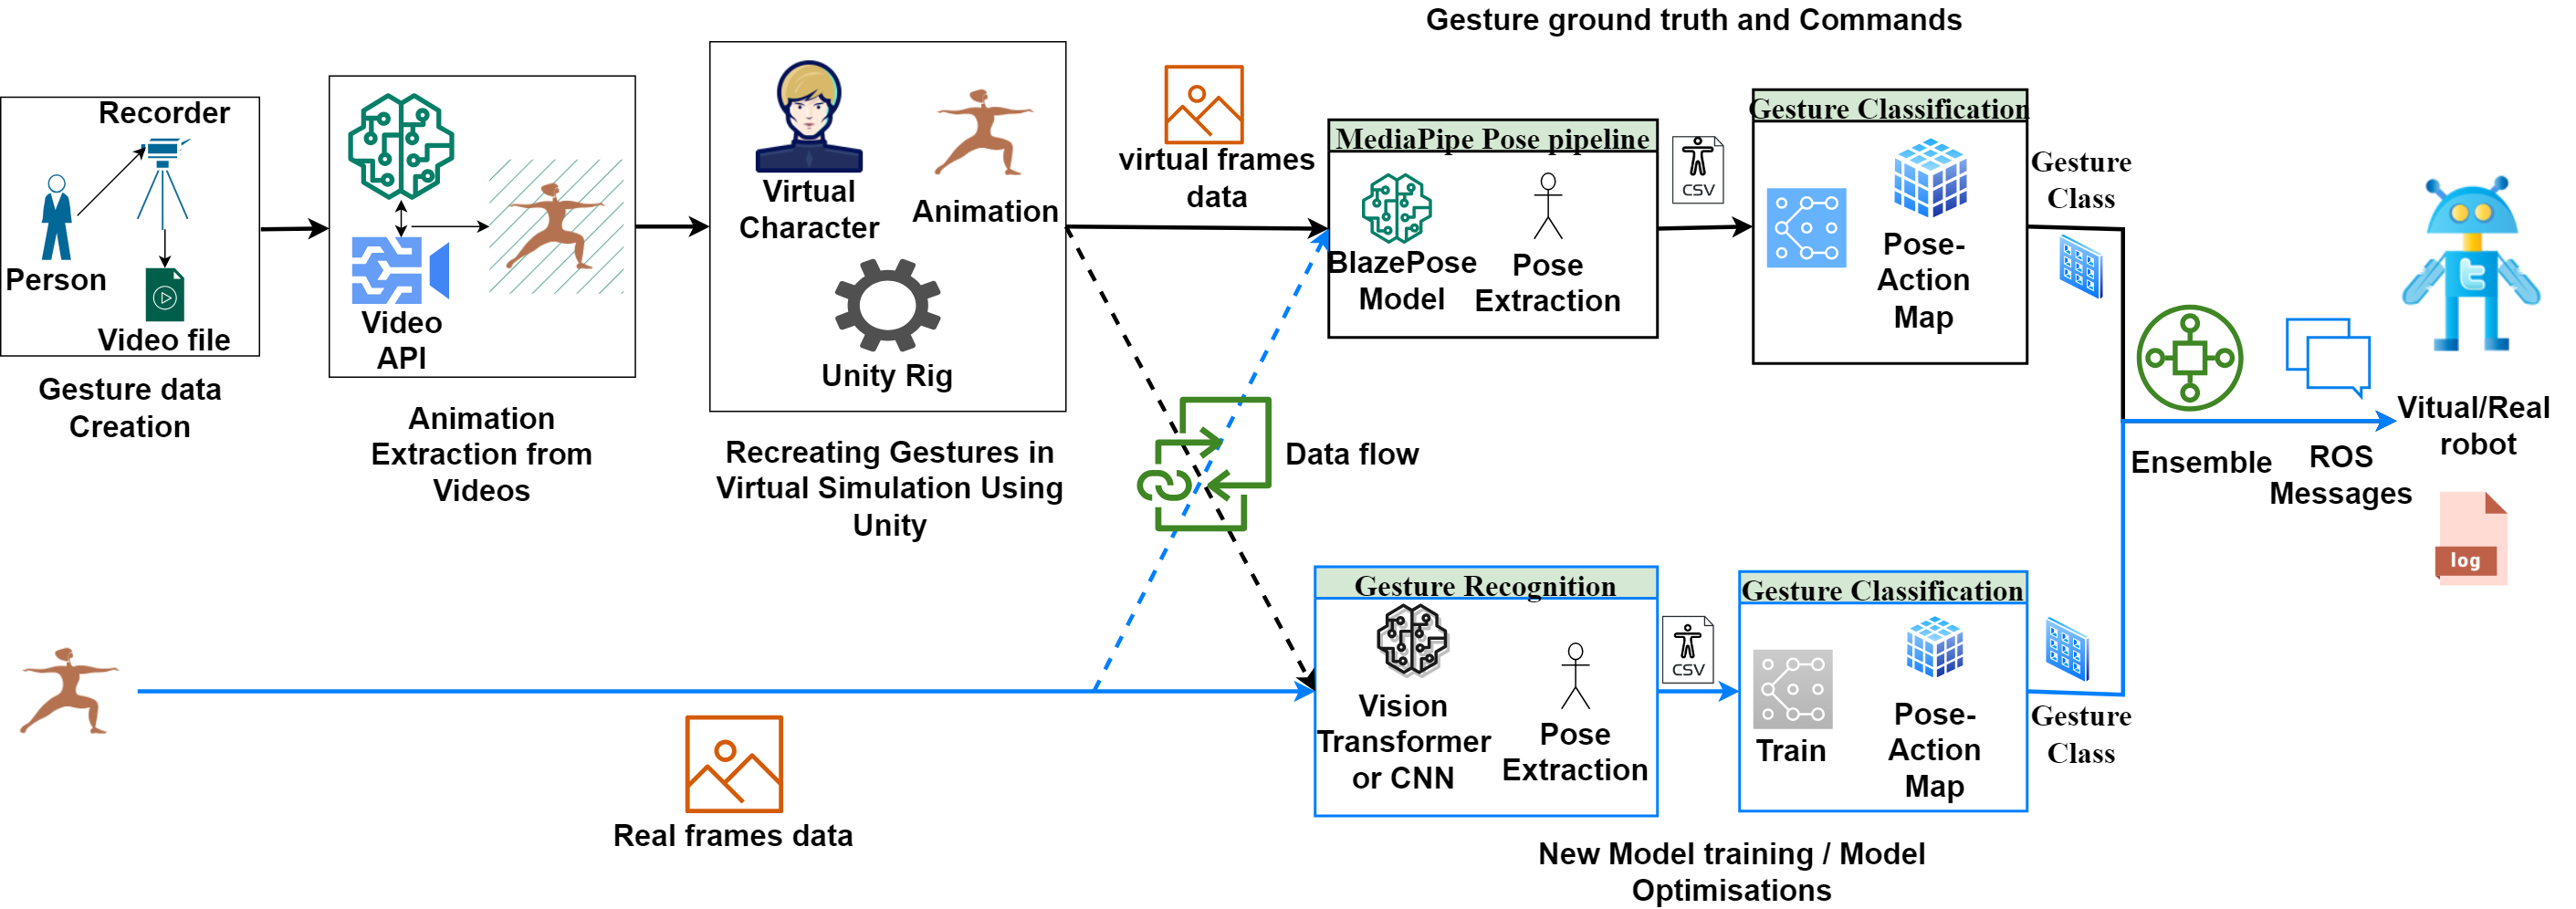 Gesture ground truth and Commands
Recorder
Person
Video file
Gesture data
Creation
Video
API
Animation
Extraction from
Videos
Virtual
Character
Animation
Unity Rig
Recreating Gestures in
Virtual Simulation Using
Unity
virtual frames
data
MediaPipe Pose pipeline
BlazePose
Model
Pose
Extraction
CSV
Gesture Classification
Pose-
Action
Map
Gesture
Class
Data flow
Ensemble
ROS
Messages
Vitual/Real
robot
log
Real frames data
Gesture Recognition
Vision
Transformer
or CNN
Pose
Extraction
CSV
Gesture Classification
Train
Pose-
Action
Map
Gesture
Class
New Model training / Model
Optimisations